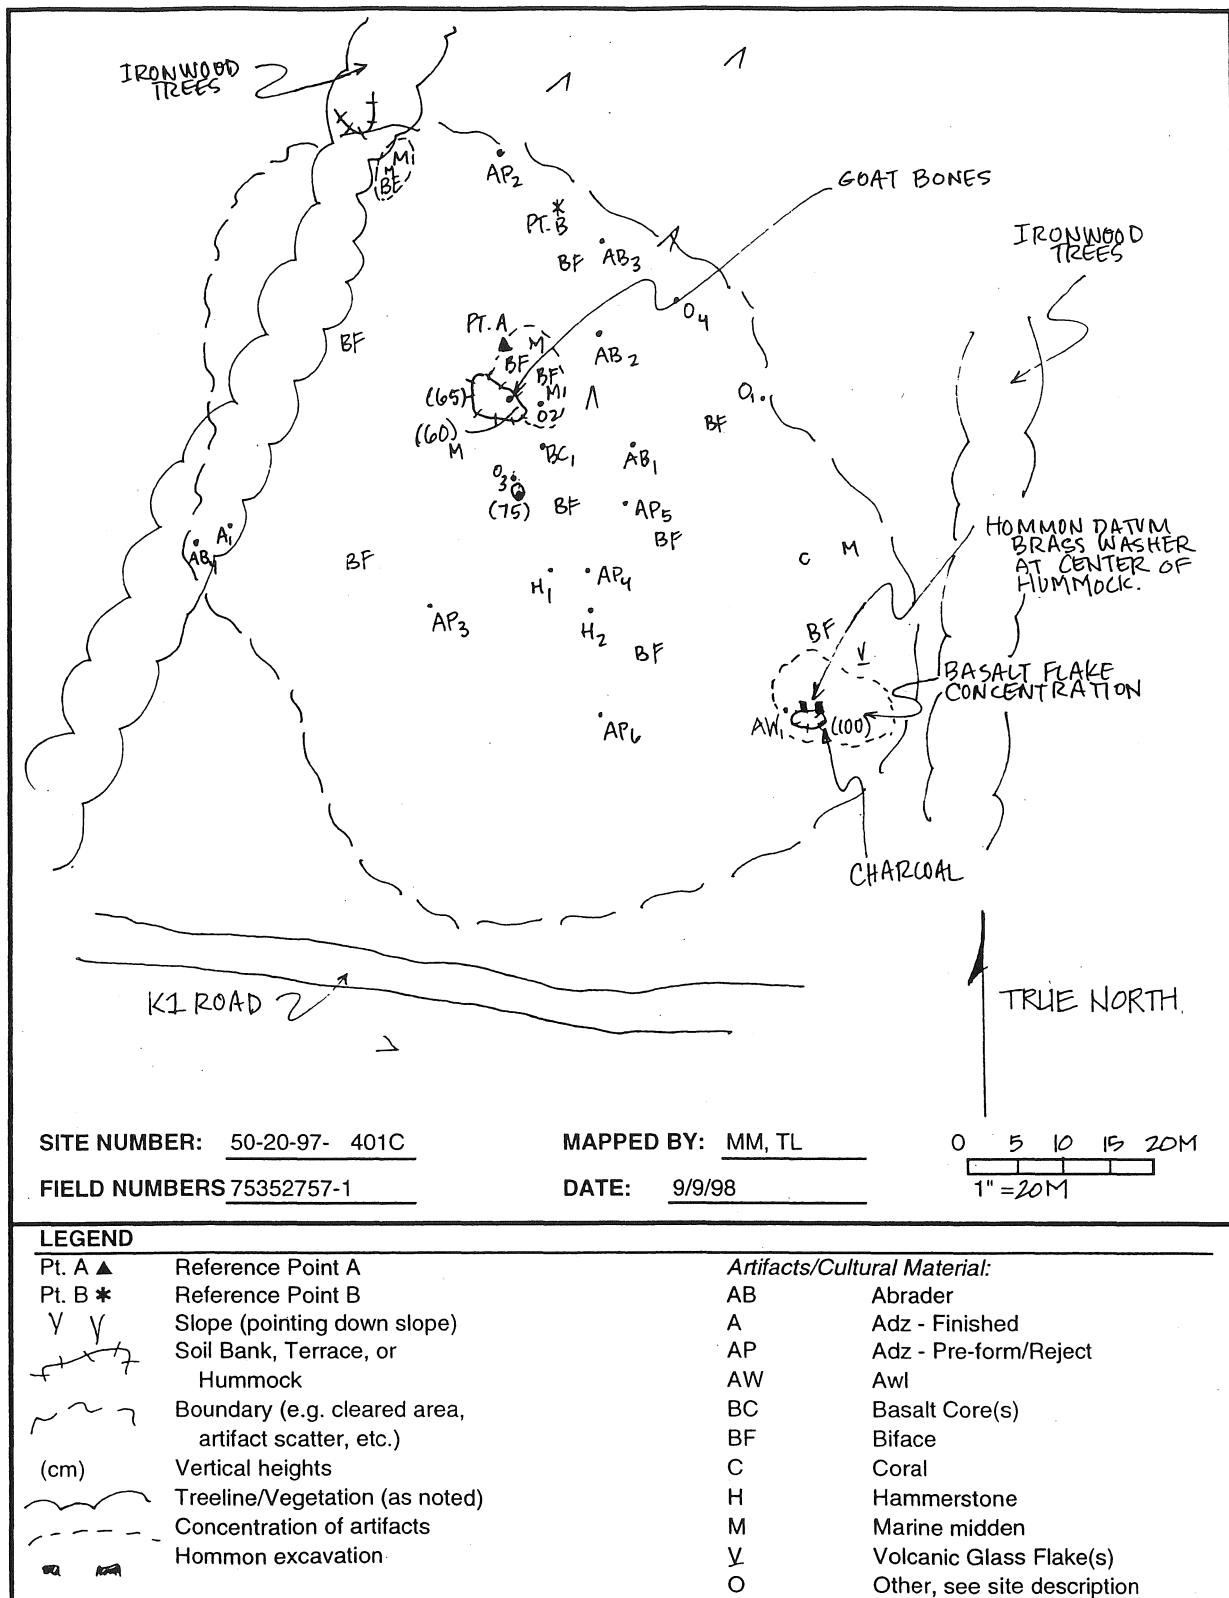 IRONWOOD
TREES
M
M
BF
AP2
GOAT BONES
PT. B
BF
AB3
IRONWOOD
TREES
O4
PT. A
BF
M
AB2
BF
BF
(65)
M1
O2
O1
BF
(60)
M
BC1
AB1
O3
(75)
BF
AP5
BF
A1
AB4
BF
C
M
HOMMON DATUM
BRASS WASHER
AT CENTER OF
HUMMOCK.
H1
AP4
AP3
H2
BF
BF
V
BASALT FLAKE
CONCENTRATION
AP6
AW1
(100)
CHARCOAL
K1 ROAD
TRUE NORTH.
SITE NUMBER: 50-20-97- 401C
MAPPED BY: MM, TL
0 5 10 15 20M
FIELD NUMBERS 75352757-1
DATE: 9/9/98
1" = 20M
LEGEND
Pt. A ▲ Reference Point A
Pt. B * Reference Point B
Slope (pointing down slope)
Soil Bank, Terrace, or
Hummock
Boundary (e.g. cleared area,
artifact scatter, etc.)
(cm) Vertical heights
Treeline/Vegetation (as noted)
Concentration of artifacts
Hommon excavation
Artifacts/Cultural Material:
AB Abrader
A Adz - Finished
AP Adz - Pre-form/Reject
AW Awl
BC Basalt Core(s)
BF Biface
C Coral
H Hammerstone
M Marine midden
V Volcanic Glass Flake(s)
O Other, see site description